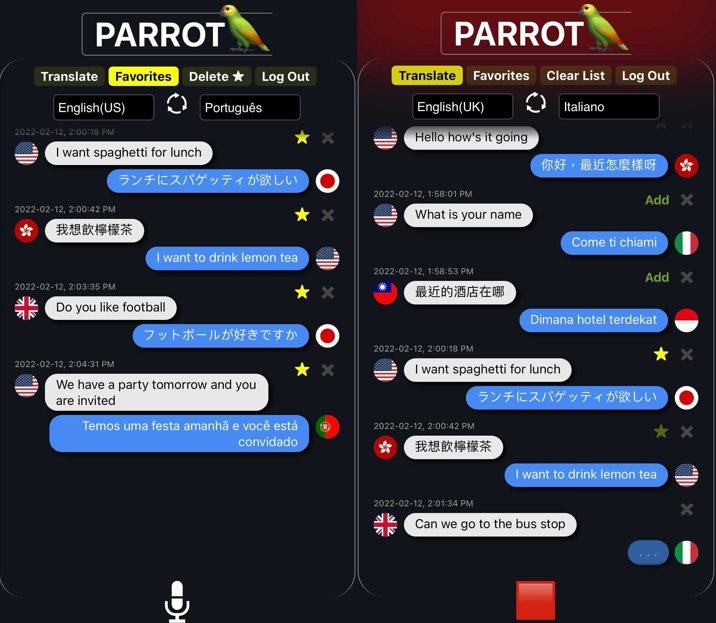 PARROT
Translate Favorites Delete ★ Log Out
English(US) Português
2022-02-12, 2:00:18 PM
I want spaghetti for lunch
ランチにスパゲッティが欲しい
2022-02-12, 2:00:42 PM
我想飲檸檬茶
I want to drink lemon tea
2022-02-12, 2:03:35 PM
Do you like football
フットボールが好きですか
2022-02-12, 2:04:31 PM
We have a party tomorrow and you
are invited
Temos uma festa amanhã e você está
convidado
PARROT
Translate Favorites Clear List Log Out
English(UK) Italiano
Hello how's it going
你好，最近怎麼樣呀
2022-02-12, 1:58:01 PM
Add
What is your name
Come ti chiami
2022-02-12, 1:58:53 PM
Add
最近的酒店在哪
Dimana hotel terdekat
2022-02-12, 2:00:18 PM
I want spaghetti for lunch
ランチにスパゲッティが欲しい
2022-02-12, 2:00:42 PM
我想飲檸檬茶
I want to drink lemon tea
2022-02-12, 2:01:34 PM
Can we go to the bus stop
...